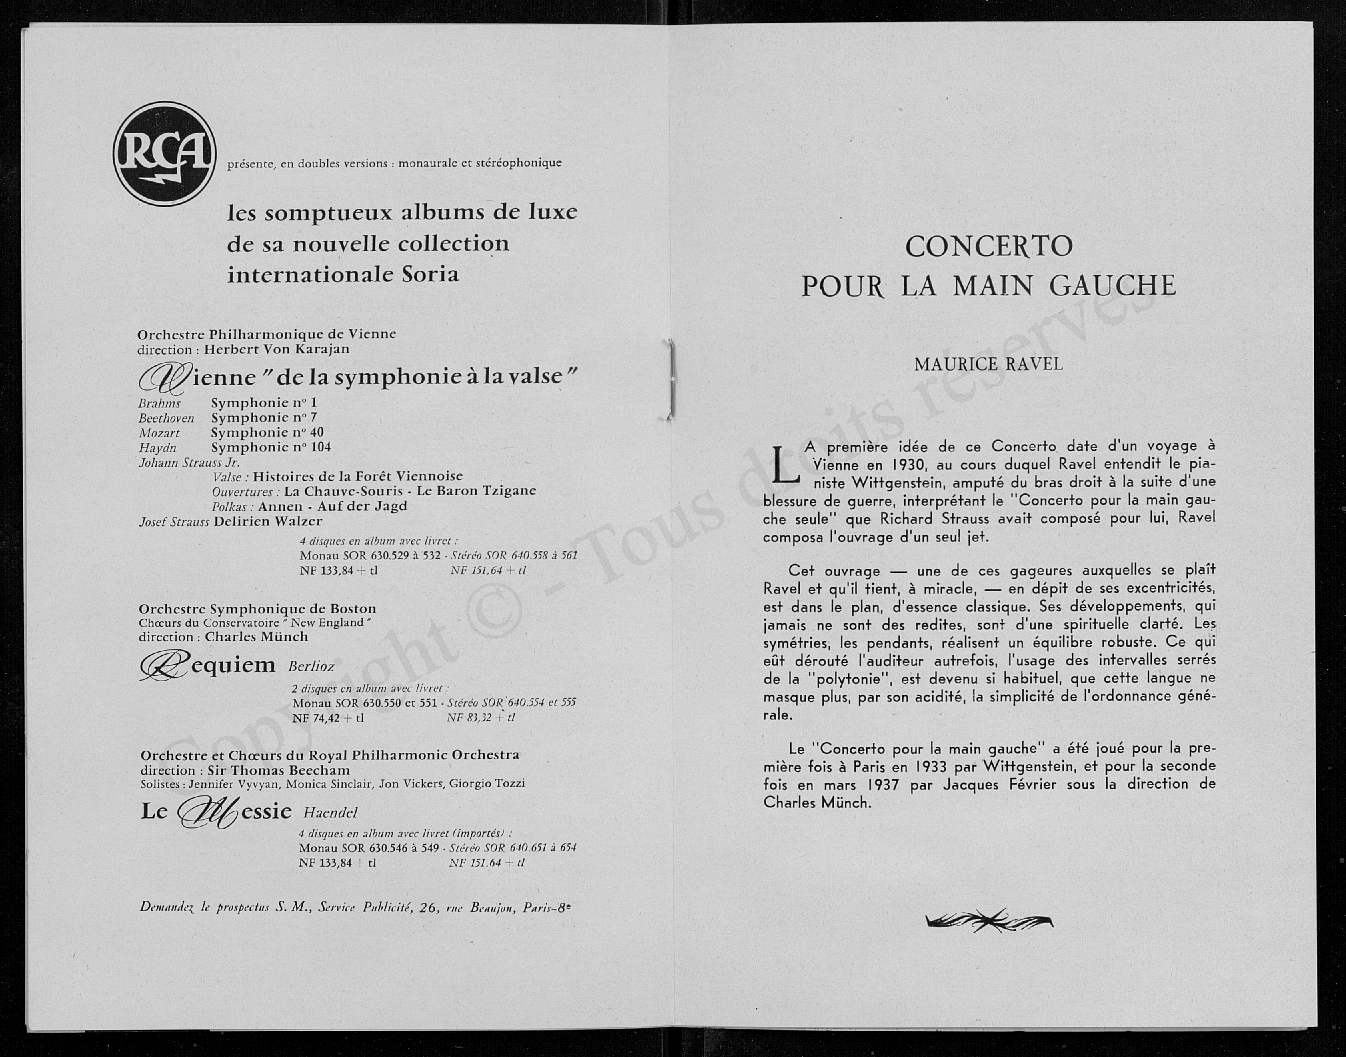 RCA
présente, en doubles versions : monaurale et stéréophonique
les somptueux albums de luxe
de sa nouvelle collection
internationale Soria
Orchestre Philharmonique de Vienne
direction : Herbert Von Karajan
Vienne "de la symphonie à la valse"
Brahms Symphonie n° 1
Beethoven Symphonie n° 7
Mozart Symphonie n° 40
Haydn Symphonie n° 104
Johann Strauss Jr.
Valse : Histoires de la Forêt Viennoise
Ouvertures : La Chauve-Souris - Le Baron Tzigane
Polkas : Annen - Auf der Jagd
Josef Strauss Delirien Walzer
4 disques en album avec livret :
Monau SOR 630.529 à 532 - Stéréo SOR 640.558 à 561
NF 133,84 + tl NF 151,64 + tl
Orchestre Symphonique de Boston
Chœurs du Conservatoire "New England"
direction : Charles Münch
Requiem Berlioz
2 disques en album avec livret :
Monau SOR 630.550 et 551 - Stéréo SOR 640.554 et 555
NF 74,42 + tl NF 83,32 + tl
Orchestre et Chœurs du Royal Philharmonic Orchestra
direction : Sir Thomas Beecham
Solistes : Jennifer Vyvyan, Monica Sinclair, Jon Vickers, Giorgio Tozzi
Le Messie Haendel
4 disques en album avec livret (importés) :
Monau SOR 630.546 à 549 - Stéréo SOR 640.651 à 654
NF 133,84 + tl NF 151,64 + tl
Demandez le prospectus S. M., Service Publicité, 26, rue Beaujon, Paris-8e
CONCERTO
POUR LA MAIN GAUCHE
MAURICE RAVEL
LA première idée de ce Concerto date d'un voyage à
Vienne en 1930, au cours duquel Ravel entendit le pia-
niste Wittgenstein, amputé du bras droit à la suite d'une
blessure de guerre, interprétant le "Concerto pour la main gau-
che seule" que Richard Strauss avait composé pour lui, Ravel
composa l'ouvrage d'un seul jet.
Cet ouvrage — une de ces gageures auxquelles se plaît
Ravel et qu'il tient, à miracle, — en dépit de ses excentricités,
est dans le plan, d'essence classique. Ses développements, qui
jamais ne sont des redites, sont d'une spirituelle clarté. Les
symétries, les pendants, réalisent un équilibre robuste. Ce qui
eût dérouté l'auditeur autrefois, l'usage des intervalles serrés
de la "polytonie", est devenu si habituel, que cette langue ne
masque plus, par son acidité, la simplicité de l'ordonnance géné-
rale.
Le "Concerto pour la main gauche" a été joué pour la pre-
mière fois à Paris en 1933 par Wittgenstein, et pour la seconde
fois en mars 1937 par Jacques Février sous la direction de
Charles Münch.
Copyright © - Tous droits réservés